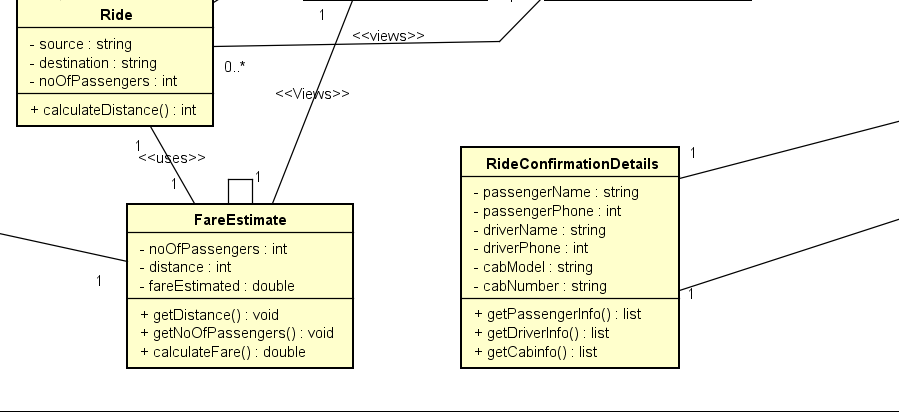 Ride
- source : string
- destination : string
- noOfPassengers : int
+ calculateDistance() : int
1
<<views>>
0..*
<<Views>>
1
<<uses>>
1
1
FareEstimate
- noOfPassengers : int
- distance : int
- fareEstimated : double
+ getDistance() : void
+ getNoOfPassengers() : void
+ calculateFare() : double
1
RideConfirmationDetails
- passengerName : string
- passengerPhone : int
- driverName : string
- driverPhone : int
- cabModel : string
- cabNumber : string
+ getPassengerInfo() : list
+ getDriverInfo() : list
+ getCabinfo() : list
1
1